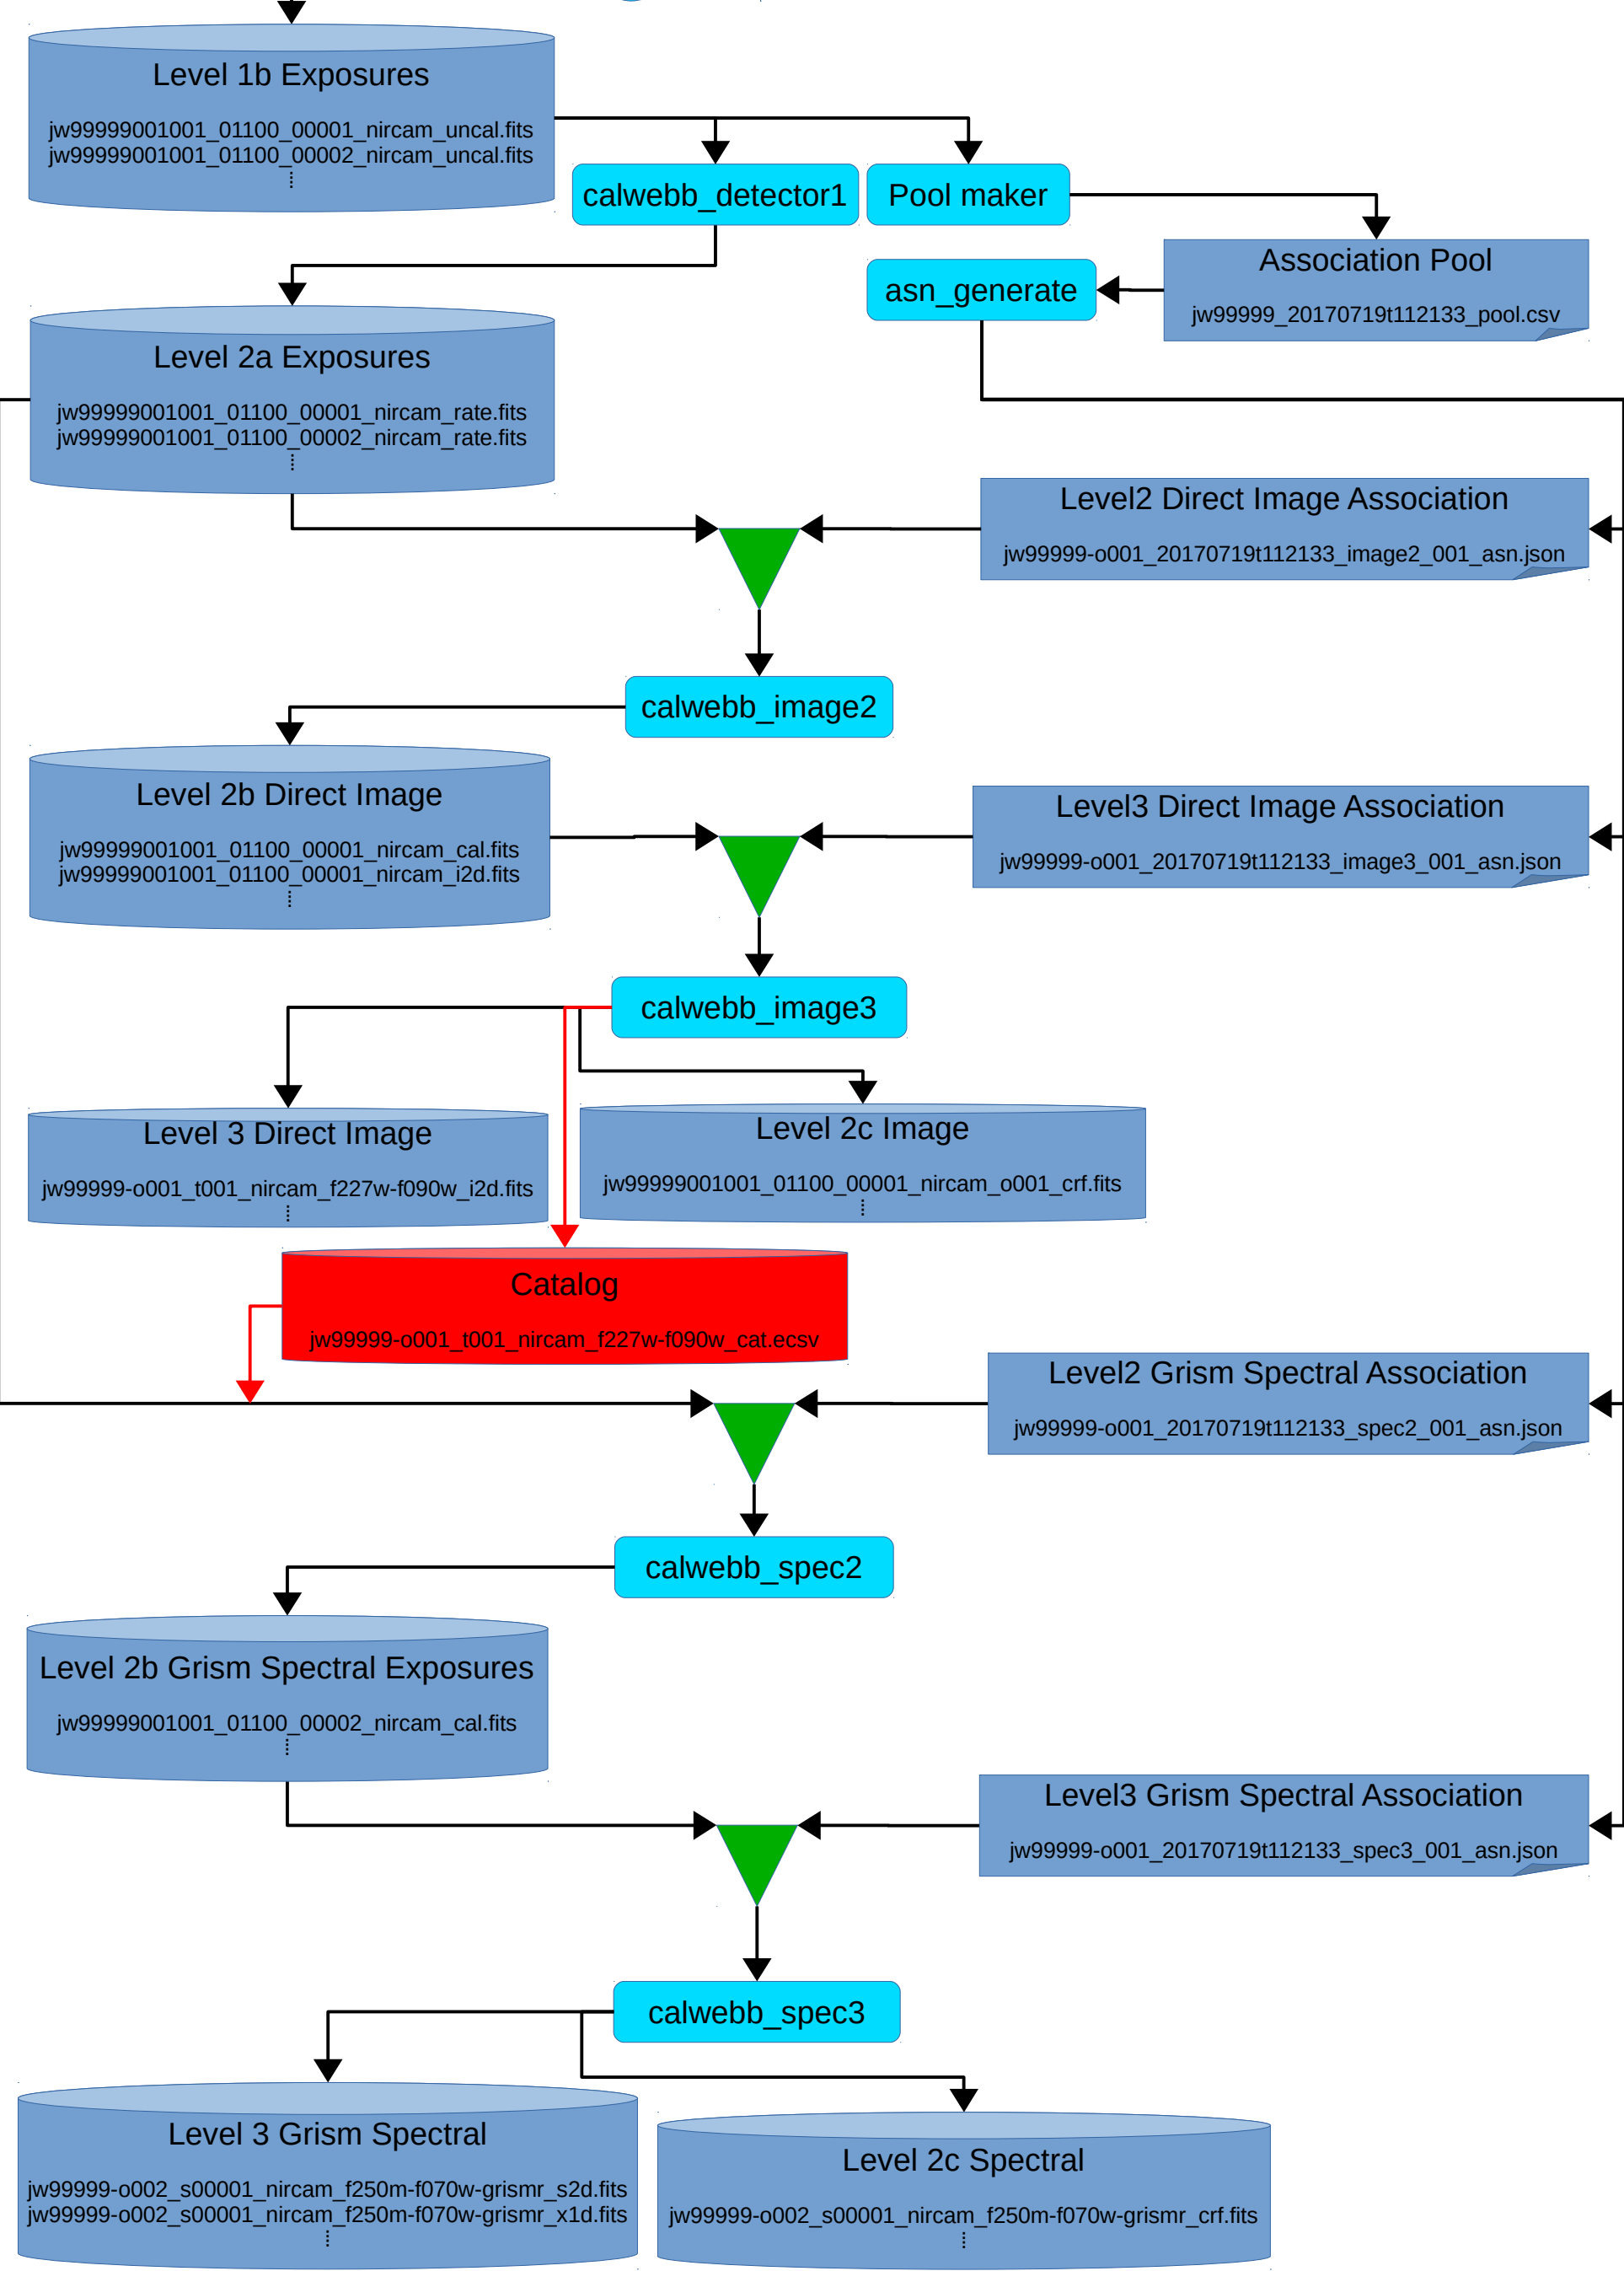 Level 1b Exposures
jw99999001001_01100_00001_nircam_uncal.fits
jw99999001001_01100_00002_nircam_uncal.fits
calwebb_detector1
Pool maker
Association Pool
jw99999_20170719t112133_pool.csv
asn_generate
Level 2a Exposures
jw99999001001_01100_00001_nircam_rate.fits
jw99999001001_01100_00002_nircam_rate.fits
Level2 Direct Image Association
jw99999-o001_20170719t112133_image2_001_asn.json
calwebb_image2
Level 2b Direct Image
jw99999001001_01100_00001_nircam_cal.fits
jw99999001001_01100_00001_nircam_i2d.fits
Level3 Direct Image Association
jw99999-o001_20170719t112133_image3_001_asn.json
calwebb_image3
Level 3 Direct Image
jw99999-o001_t001_nircam_f227w-f090w_i2d.fits
Level 2c Image
jw99999001001_01100_00001_nircam_o001_crf.fits
Catalog
jw99999-o001_t001_nircam_f227w-f090w_cat.ecsv
Level2 Grism Spectral Association
jw99999-o001_20170719t112133_spec2_001_asn.json
calwebb_spec2
Level 2b Grism Spectral Exposures
jw99999001001_01100_00002_nircam_cal.fits
Level3 Grism Spectral Association
jw99999-o001_20170719t112133_spec3_001_asn.json
calwebb_spec3
Level 3 Grism Spectral
jw99999-o002_s00001_nircam_f250m-f070w-grismr_s2d.fits
jw99999-o002_s00001_nircam_f250m-f070w-grismr_x1d.fits
Level 2c Spectral
jw99999-o002_s00001_nircam_f250m-f070w-grismr_crf.fits